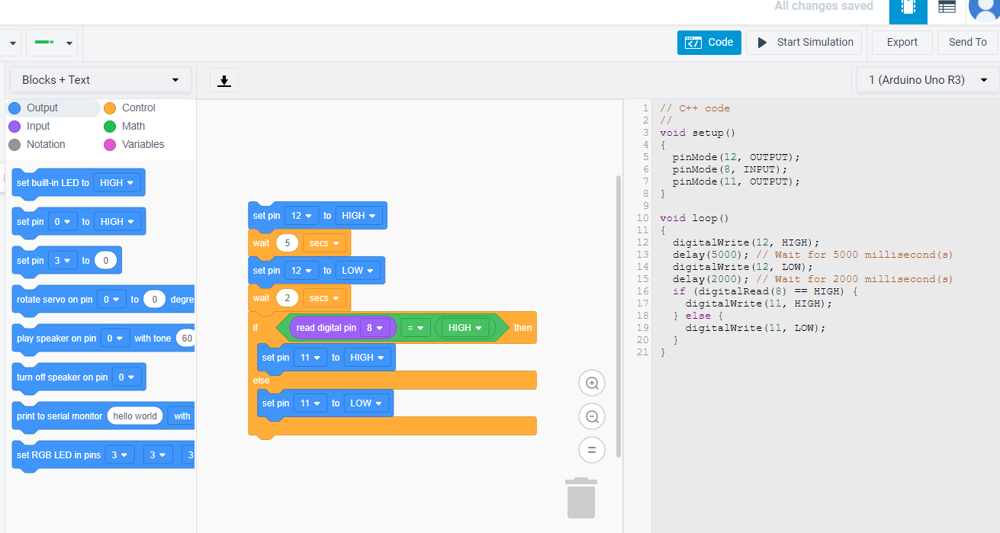 All changes saved
Code
Start Simulation
Export
Send To
Blocks + Text
1 (Arduino Uno R3)
Output
Control
Input
Math
Notation
Variables
set built-in LED to HIGH
set pin 0 to HIGH
set pin 3 to 0
rotate servo on pin 0 to 0 degre
play speaker on pin 0 with tone 60
turn off speaker on pin 0
print to serial monitor hello world with
set RGB LED in pins 3 3 3
set pin 12 to HIGH
wait 5 secs
set pin 12 to LOW
wait 2 secs
if read digital pin 8 = HIGH then
set pin 11 to HIGH
else
set pin 11 to LOW
1 // C++ code
2 //
3 void setup()
4 {
5 pinMode(12, OUTPUT);
6 pinMode(8, INPUT);
7 pinMode(11, OUTPUT);
8 }
9
10 void loop()
11 {
12 digitalWrite(12, HIGH);
13 delay(5000); // Wait for 5000 millisecond(s)
14 digitalWrite(12, LOW);
15 delay(2000); // Wait for 2000 millisecond(s)
16 if (digitalRead(8) == HIGH) {
17 digitalWrite(11, HIGH);
18 } else {
19 digitalWrite(11, LOW);
20 }
21 }